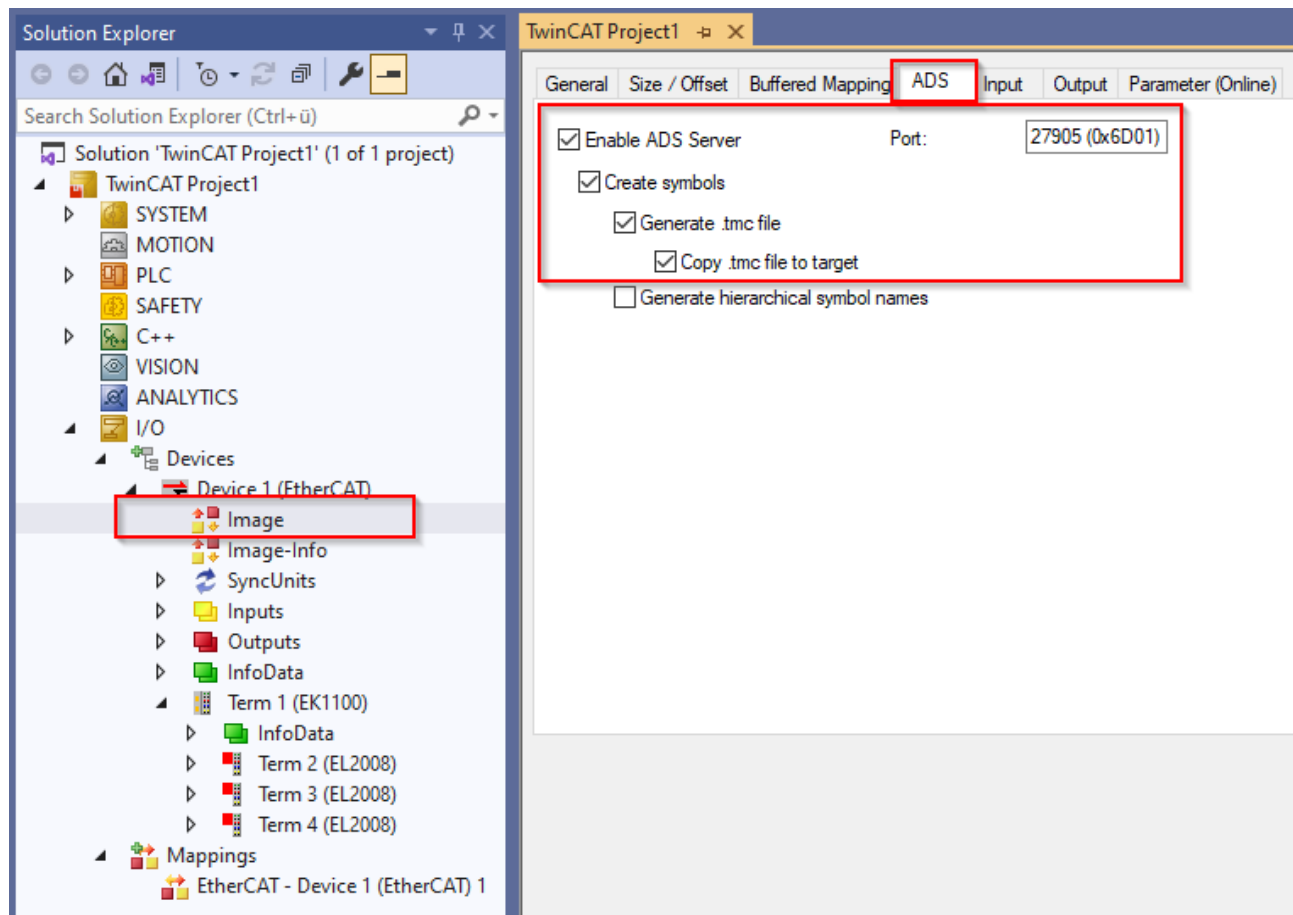 Solution Explorer
Search Solution Explorer (Ctrl+ü)
Solution 'TwinCAT Project1' (1 of 1 project)
TwinCAT Project1
SYSTEM
MOTION
PLC
SAFETY
C++
VISION
ANALYTICS
I/O
Devices
Device 1 (EtherCAT)
Image
Image-Info
SyncUnits
Inputs
Outputs
InfoData
Term 1 (EK1100)
InfoData
Term 2 (EL2008)
Term 3 (EL2008)
Term 4 (EL2008)
Mappings
EtherCAT - Device 1 (EtherCAT) 1
TwinCAT Project1
General Size / Offset Buffered Mapping ADS Input Output Parameter (Online)
Enable ADS Server Port: 27905 (0x6D01)
Create symbols
Generate .tmc file
Copy .tmc file to target
Generate hierarchical symbol names